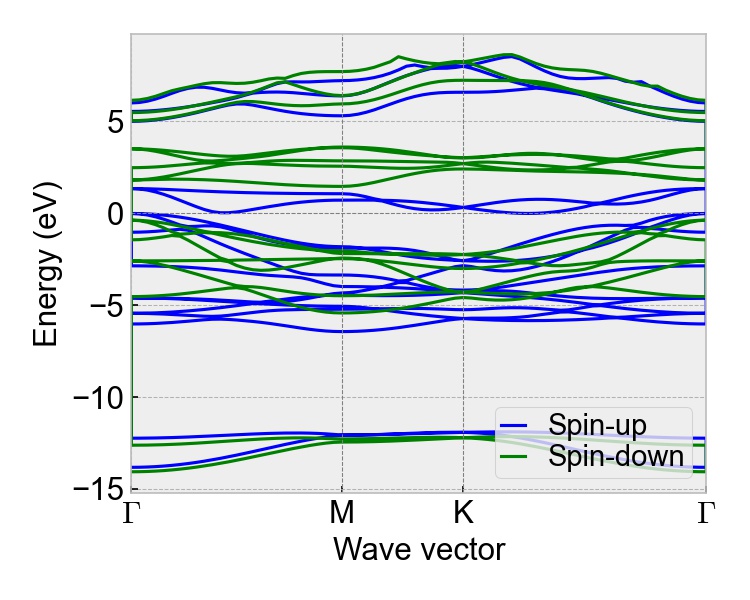 5
0
−5
−10
−15
Energy (eV)
Spin-up
Spin-down
Γ M K Γ
Wave vector